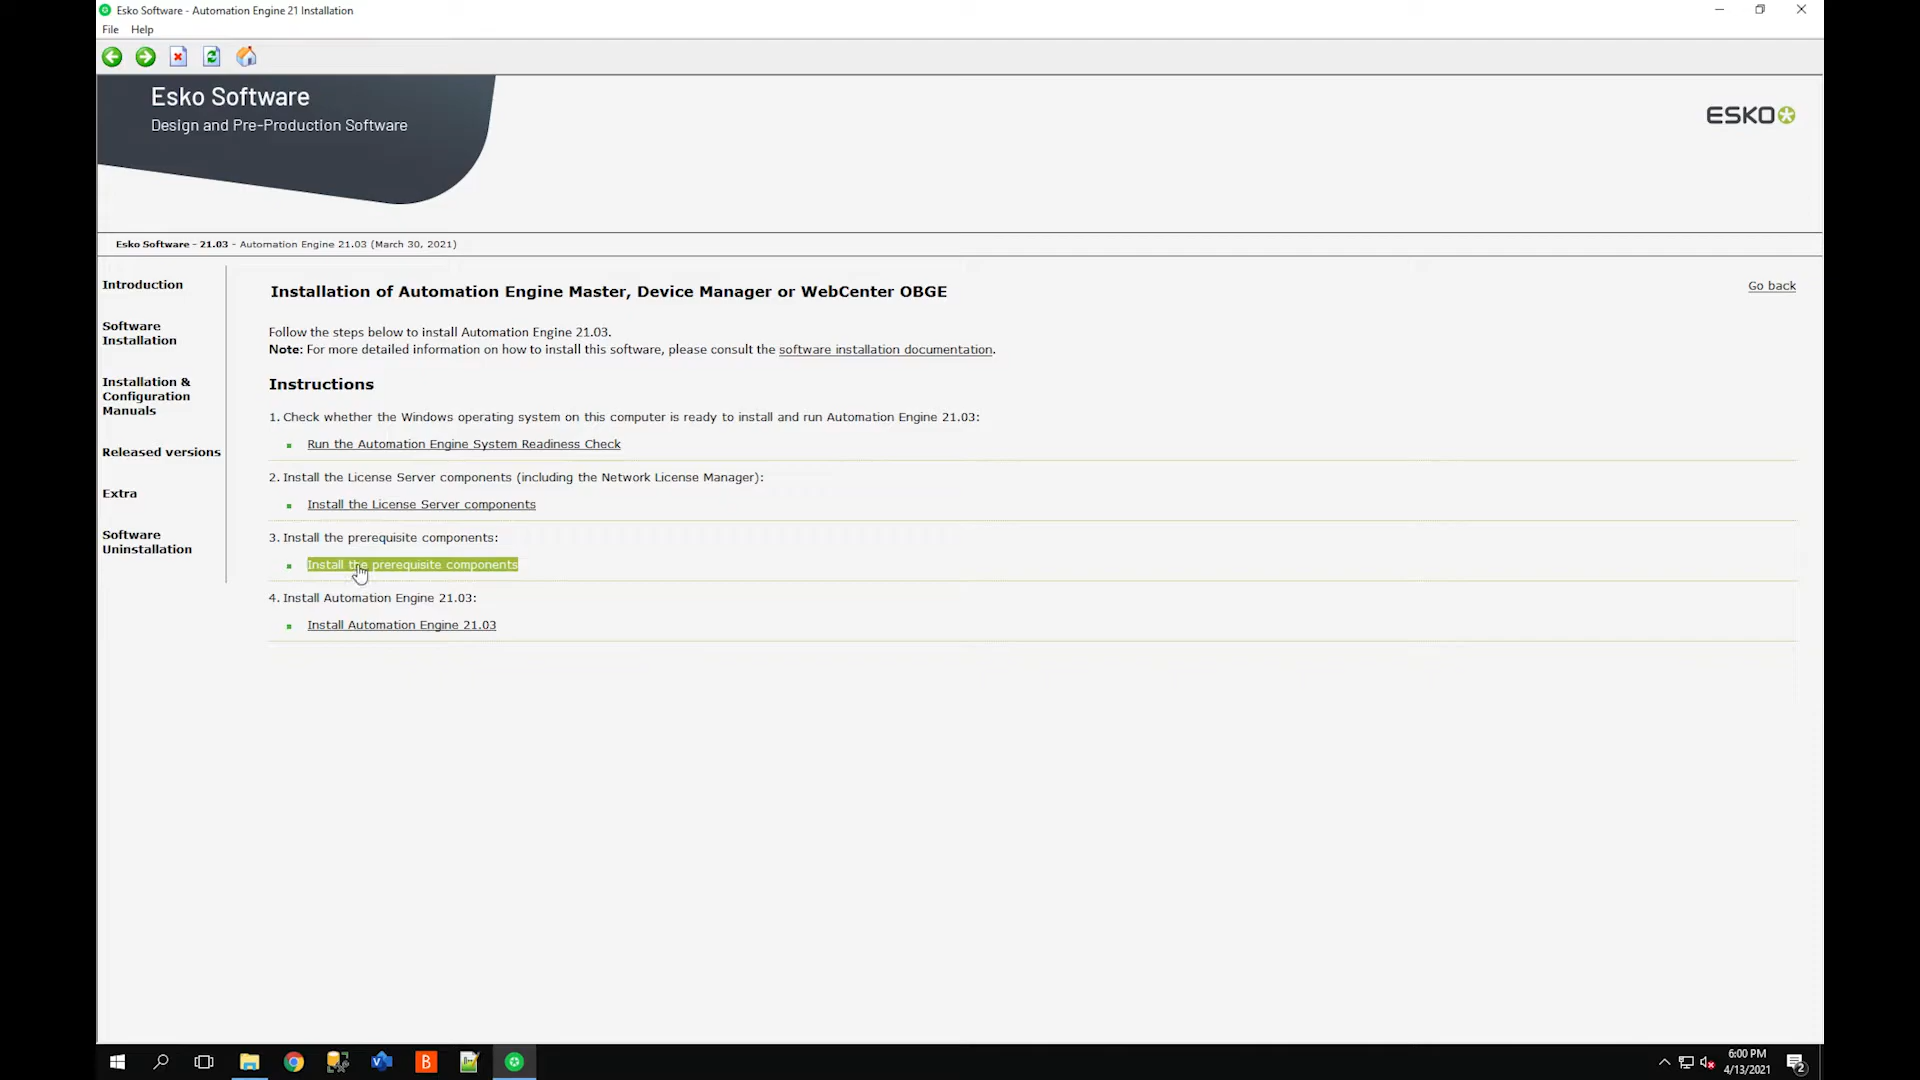 Esko Software - Automation Engine 21 Installation
File Help
Esko Software
Design and Pre-Production Software
ESKO
Esko Software - 21.03 - Automation Engine 21.03 (March 30, 2021)
Introduction
Software
Installation
Installation &
Configuration
Manuals
Released versions
Extra
Software
Uninstallation
Installation of Automation Engine Master, Device Manager or WebCenter OBGE
Go back
Follow the steps below to install Automation Engine 21.03.
Note: For more detailed information on how to install this software, please consult the software installation documentation.
Instructions
1. Check whether the Windows operating system on this computer is ready to install and run Automation Engine 21.03:
Run the Automation Engine System Readiness Check
2. Install the License Server components (including the Network License Manager):
Install the License Server components
3. Install the prerequisite components:
Install the prerequisite components
4. Install Automation Engine 21.03:
Install Automation Engine 21.03
B
6:00 PM
4/13/2021
2